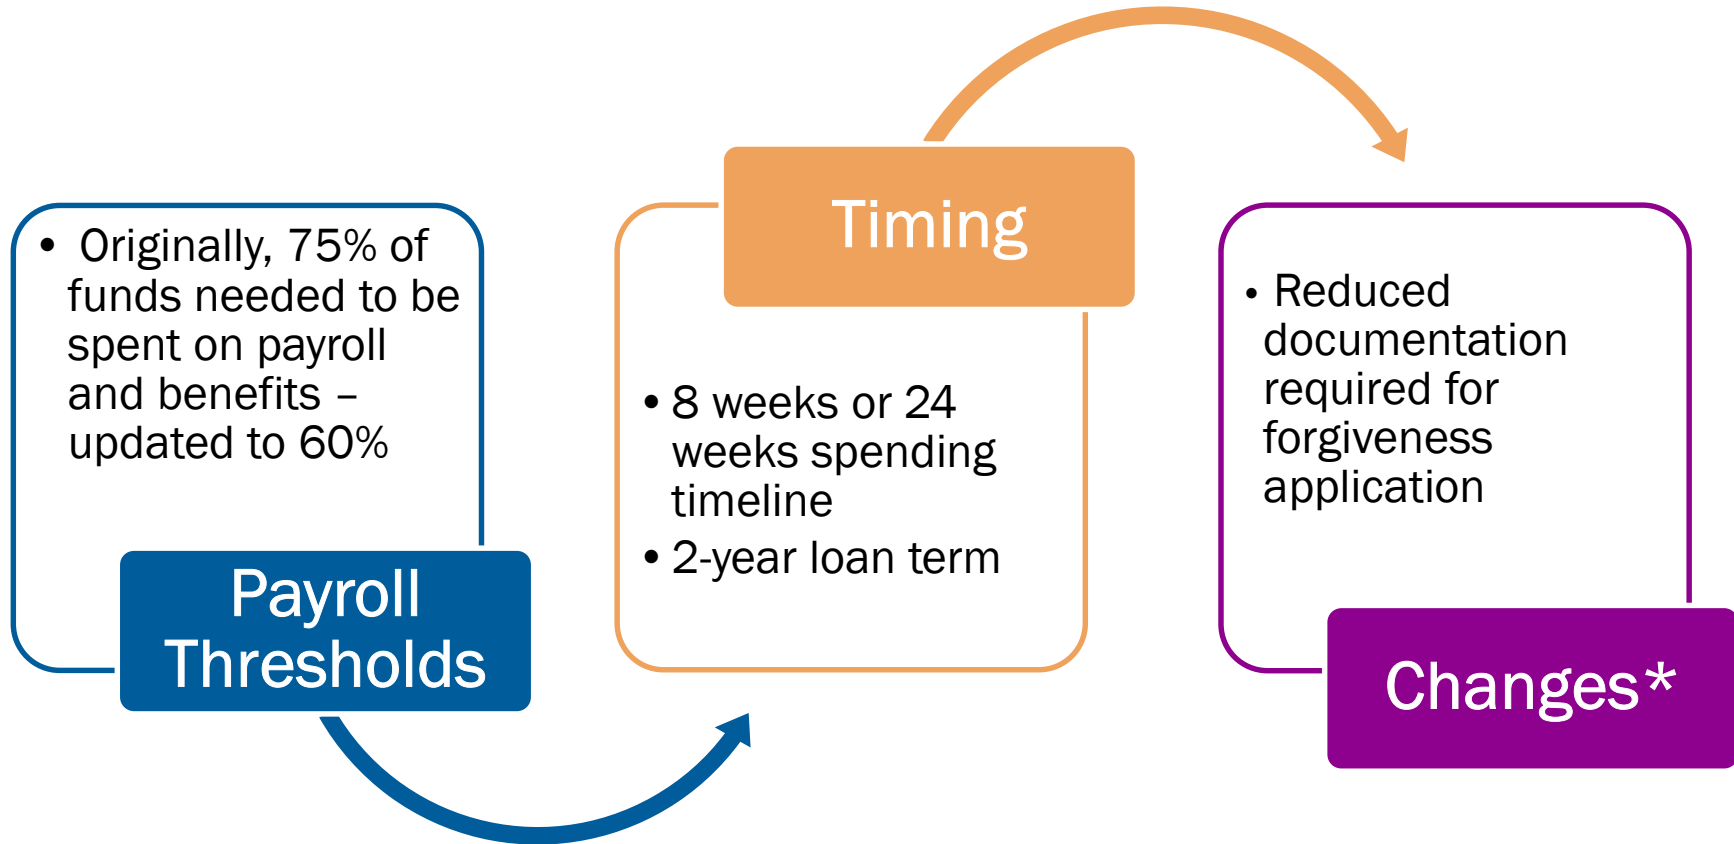 • Originally, 75% of
funds needed to be
spent on payroll
and benefits –
updated to 60%
Payroll
Thresholds
Timing
• 8 weeks or 24
weeks spending
timeline
• 2-year loan term
• Reduced
documentation
required for
forgiveness
application
Changes*